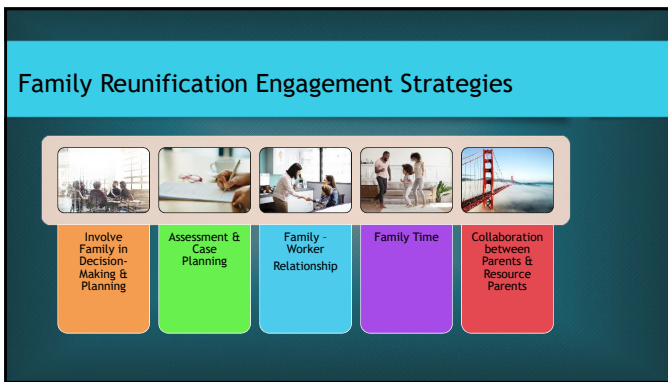 Family Reunification Engagement Strategies
Involve
Family in
Decision-
Making &
Planning
Assessment &
Case
Planning
Family –
Worker
Relationship
Family Time
Collaboration
between
Parents &
Resource
Parents